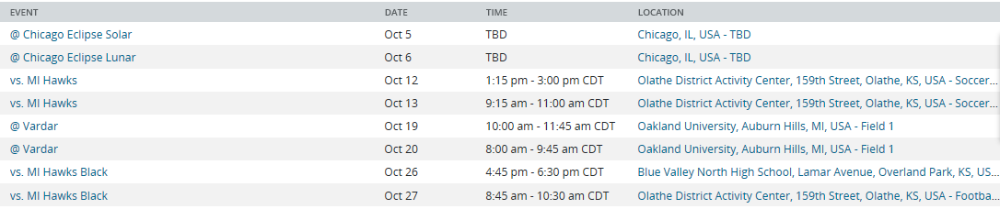 EVENT DATE TIME LOCATION
@ Chicago Eclipse Solar Oct 5 TBD Chicago, IL, USA - TBD
@ Chicago Eclipse Lunar Oct 6 TBD Chicago, IL, USA - TBD
vs. MI Hawks Oct 12 1:15 pm - 3:00 pm CDT Olathe District Activity Center, 159th Street, Olathe, KS, USA - Soccer...
vs. MI Hawks Oct 13 9:15 am - 11:00 am CDT Olathe District Activity Center, 159th Street, Olathe, KS, USA - Soccer...
@ Vardar Oct 19 10:00 am - 11:45 am CDT Oakland University, Auburn Hills, MI, USA - Field 1
@ Vardar Oct 20 8:00 am - 9:45 am CDT Oakland University, Auburn Hills, MI, USA - Field 1
vs. MI Hawks Black Oct 26 4:45 pm - 6:30 pm CDT Blue Valley North High School, Lamar Avenue, Overland Park, KS, US...
vs. MI Hawks Black Oct 27 8:45 am - 10:30 am CDT Olathe District Activity Center, 159th Street, Olathe, KS, USA - Footba...